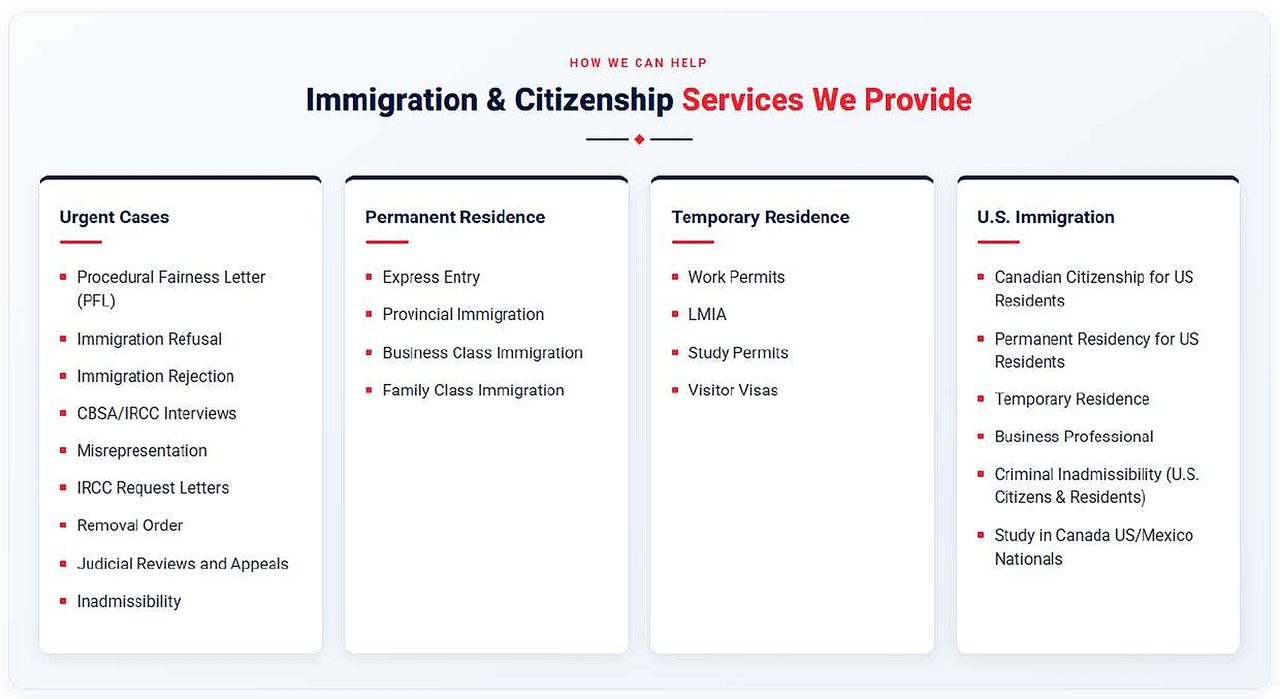 HOW WE CAN HELP
Immigration & Citizenship Services We Provide
Urgent Cases
Procedural Fairness Letter
(PFL)
Immigration Refusal
Immigration Rejection
CBSA/IRCC Interviews
Misrepresentation
IRCC Request Letters
Removal Order
Judicial Reviews and Appeals
Inadmissibility
Permanent Residence
Express Entry
Provincial Immigration
Business Class Immigration
Family Class Immigration
Temporary Residence
Work Permits
LMIA
Study Permits
Visitor Visas
U.S. Immigration
Canadian Citizenship for US
Residents
Permanent Residency for US
Residents
Temporary Residence
Business Professional
Criminal Inadmissibility (U.S.
Citizens & Residents)
Study in Canada US/Mexico
Nationals